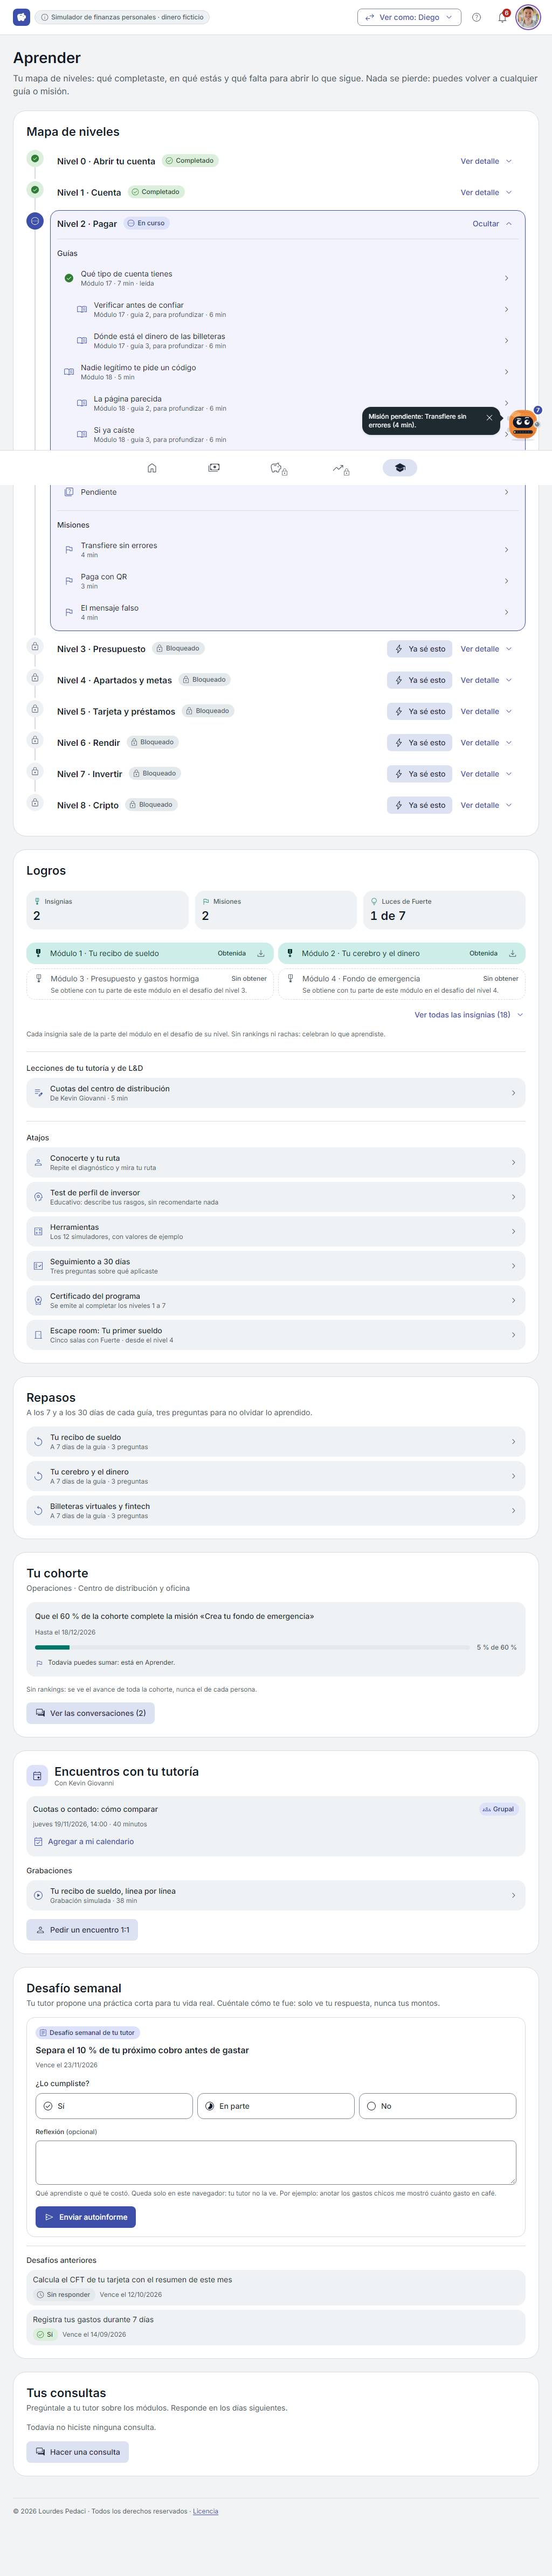 Simulador de finanzas personales · dinero ficticio
Ver como: Diego
6
Aprender
Tu mapa de niveles: qué completaste, en qué estás y qué falta para abrir lo que sigue. Nada se pierde: puedes volver a cualquier
guía o misión.
Mapa de niveles
Nivel 0 · Abrir tu cuenta
Completado
Ver detalle
Nivel 1 · Cuenta
Completado
Ver detalle
Nivel 2 · Pagar
En curso
Ocultar
Guías
Qué tipo de cuenta tienes
Módulo 17 · 7 min · leída
Verificar antes de confiar
Módulo 17 · guía 2, para profundizar · 6 min
Dónde está el dinero de las billeteras
Módulo 17 · guía 3, para profundizar · 6 min
Nadie legítimo te pide un código
Módulo 18 · 5 min
La página parecida
Módulo 18 · guía 2, para profundizar · 6 min
Si ya caíste
Módulo 18 · guía 3, para profundizar · 6 min
Misión pendiente: Transfiere sin
errores (4 min).
7
Pendiente
Misiones
Transfiere sin errores
4 min
Paga con QR
3 min
El mensaje falso
4 min
Nivel 3 · Presupuesto
Bloqueado
Ya sé esto
Ver detalle
Nivel 4 · Apartados y metas
Bloqueado
Ya sé esto
Ver detalle
Nivel 5 · Tarjeta y préstamos
Bloqueado
Ya sé esto
Ver detalle
Nivel 6 · Rendir
Bloqueado
Ya sé esto
Ver detalle
Nivel 7 · Invertir
Bloqueado
Ya sé esto
Ver detalle
Nivel 8 · Cripto
Bloqueado
Ya sé esto
Ver detalle
Logros
Insignias
2
Misiones
2
Luces de Fuerte
1 de 7
Módulo 1 · Tu recibo de sueldo
Obtenida
Módulo 2 · Tu cerebro y el dinero
Obtenida
Módulo 3 · Presupuesto y gastos hormiga
Sin obtener
Se obtiene con tu parte de este módulo en el desafío del nivel 3.
Módulo 4 · Fondo de emergencia
Sin obtener
Se obtiene con tu parte de este módulo en el desafío del nivel 4.
Ver todas las insignias (18)
Cada insignia sale de la parte del módulo en el desafío de su nivel. Sin rankings ni rachas: celebran lo que aprendiste.
Lecciones de tu tutoría y de L&D
Cuotas del centro de distribución
De Kevin Giovanni · 5 min
Atajos
Conocerte y tu ruta
Repite el diagnóstico y mira tu ruta
Test de perfil de inversor
Educativo: describe tus rasgos, sin recomendarte nada
Herramientas
Los 12 simuladores, con valores de ejemplo
Seguimiento a 30 días
Tres preguntas sobre qué aplicaste
Certificado del programa
Se emite al completar los niveles 1 a 7
Escape room: Tu primer sueldo
Cinco salas con Fuerte · desde el nivel 4
Repasos
A los 7 y a los 30 días de cada guía, tres preguntas para no olvidar lo aprendido.
Tu recibo de sueldo
A 7 días de la guía · 3 preguntas
Tu cerebro y el dinero
A 7 días de la guía · 3 preguntas
Billeteras virtuales y fintech
A 7 días de la guía · 3 preguntas
Tu cohorte
Operaciones · Centro de distribución y oficina
Que el 60 % de la cohorte complete la misión «Crea tu fondo de emergencia»
Hasta el 18/12/2026
5 % de 60 %
Todavía puedes sumar: está en Aprender.
Sin rankings: se ve el avance de toda la cohorte, nunca el de cada persona.
Ver las conversaciones (2)
Encuentros con tu tutoría
Con Kevin Giovanni
Cuotas o contado: cómo comparar
Grupal
jueves 19/11/2026, 14:00 · 40 minutos
Agregar a mi calendario
Grabaciones
Tu recibo de sueldo, línea por línea
Grabación simulada · 38 min
Pedir un encuentro 1:1
Desafío semanal
Tu tutor propone una práctica corta para tu vida real. Cuéntale cómo te fue: solo ve tu respuesta, nunca tus montos.
Desafío semanal de tu tutor
Separa el 10 % de tu próximo cobro antes de gastar
Vence el 23/11/2026
¿Lo cumpliste?
Sí
En parte
No
Reflexión (opcional)
Qué aprendiste o qué te costó. Queda solo en este navegador: tu tutor no la ve. Por ejemplo: anotar los gastos chicos me mostró cuánto gasto en café.
Enviar autoinforme
Desafíos anteriores
Calcula el CFT de tu tarjeta con el resumen de este mes
Sin responder
Vence el 12/10/2026
Registra tus gastos durante 7 días
Sí
Vence el 14/09/2026
Tus consultas
Pregúntale a tu tutor sobre los módulos. Responde en los días siguientes.
Todavía no hiciste ninguna consulta.
Hacer una consulta
© 2026 Lourdes Pedaci · Todos los derechos reservados · Licencia